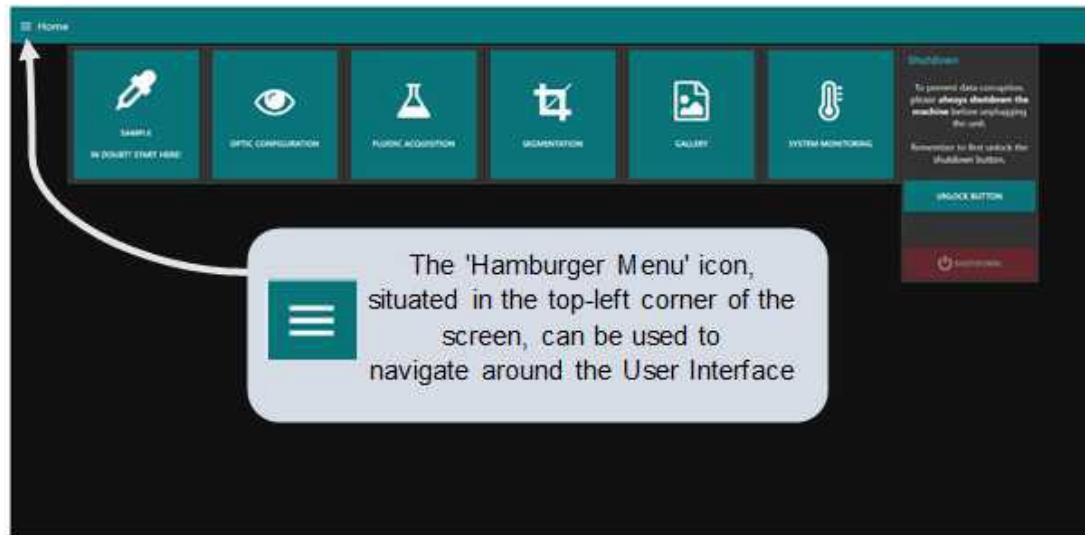 Home
SAMPLE
IN DOUBT? START HERE!
OPTIC CONFIGURATION
FLUIDIC ACQUISITION
SEGMENTATION
GALLERY
SYSTEM MONITORING
Shutdown
To prevent data corruption,
please always shutdown the
machine before unplugging
the unit.
Remember to first unlock the
shutdown button.
UNLOCK BUTTON
SHUTDOWN
The 'Hamburger Menu' icon,
situated in the top-left corner of the
screen, can be used to
navigate around the User Interface